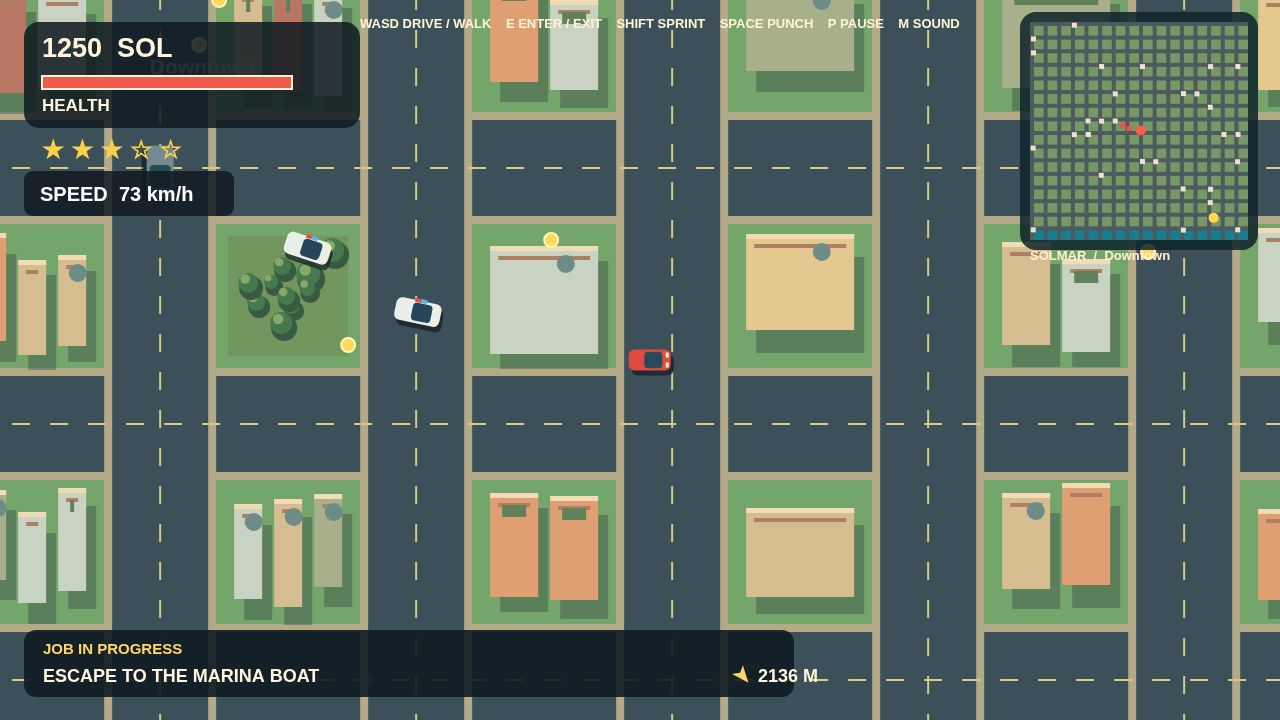 WASD DRIVE / WALK    E ENTER / EXIT    SHIFT SPRINT    SPACE PUNCH    P PAUSE    M SOUND
1250  SOL
Downtown
HEALTH
SPEED  73 km/h
SOLMAR  /  Downtown
JOB IN PROGRESS
ESCAPE TO THE MARINA BOAT
2136 M